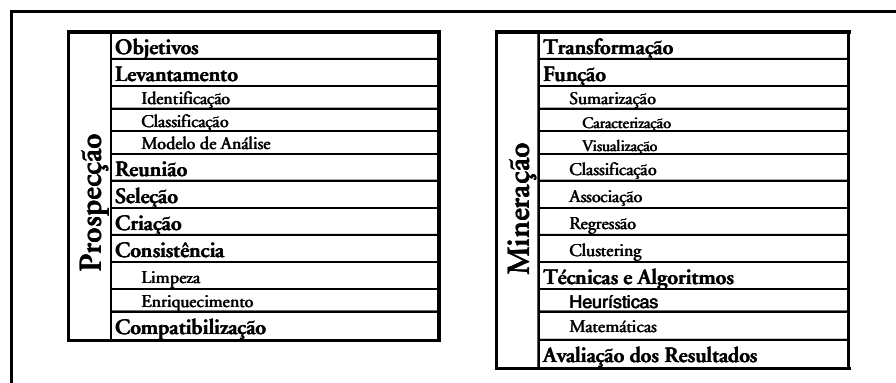 Prospecção
Objetivos
Levantamento
Identificação
Classificação
Modelo de Análise
Reunião
Seleção
Criação
Consistência
Limpeza
Enriquecimento
Compatibilização
Mineração
Transformação
Função
Sumarização
Caracterização
Visualização
Classificação
Associação
Regressão
Clustering
Técnicas e Algoritmos
Heurísticas
Matemáticas
Avaliação dos Resultados